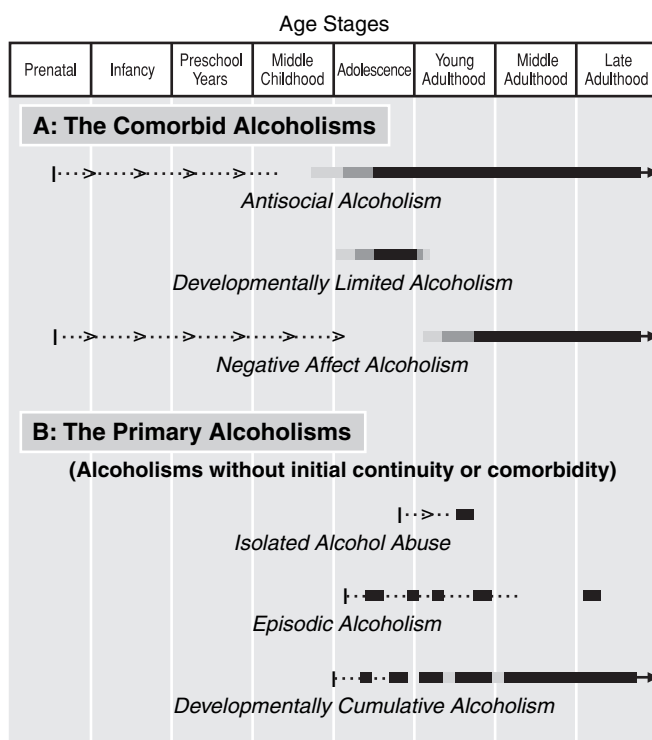 Age Stages
Prenatal
Infancy
Preschool
Years
Middle
Childhood
Adolescence
Young
Adulthood
Middle
Adulthood
Late
Adulthood
A: The Comorbid Alcoholisms
Antisocial Alcoholism
Developmentally Limited Alcoholism
Negative Affect Alcoholism
B: The Primary Alcoholisms
(Alcoholisms without initial continuity or comorbidity)
Isolated Alcohol Abuse
Episodic Alcoholism
Developmentally Cumulative Alcoholism